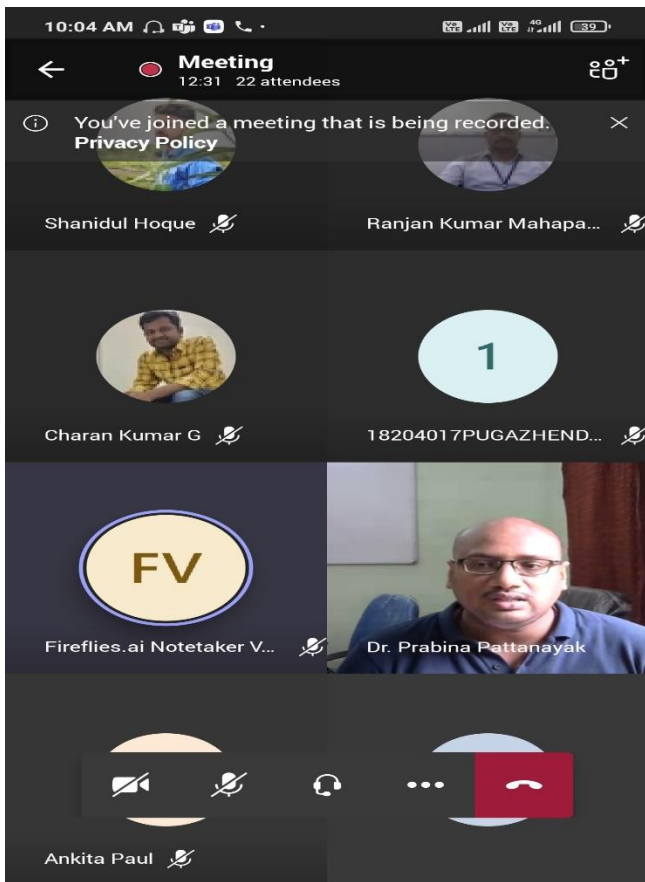 10:04 AM
39
Meeting
12:31 22 attendees
You've joined a meeting that is being recorded.
Privacy Policy
Shanidul Hoque
Ranjan Kumar Mahapa...
1
Charan Kumar G
18204017PUGAZHEND...
FV
Fireflies.ai Notetaker V...
Dr. Prabina Pattanayak
Ankita Paul